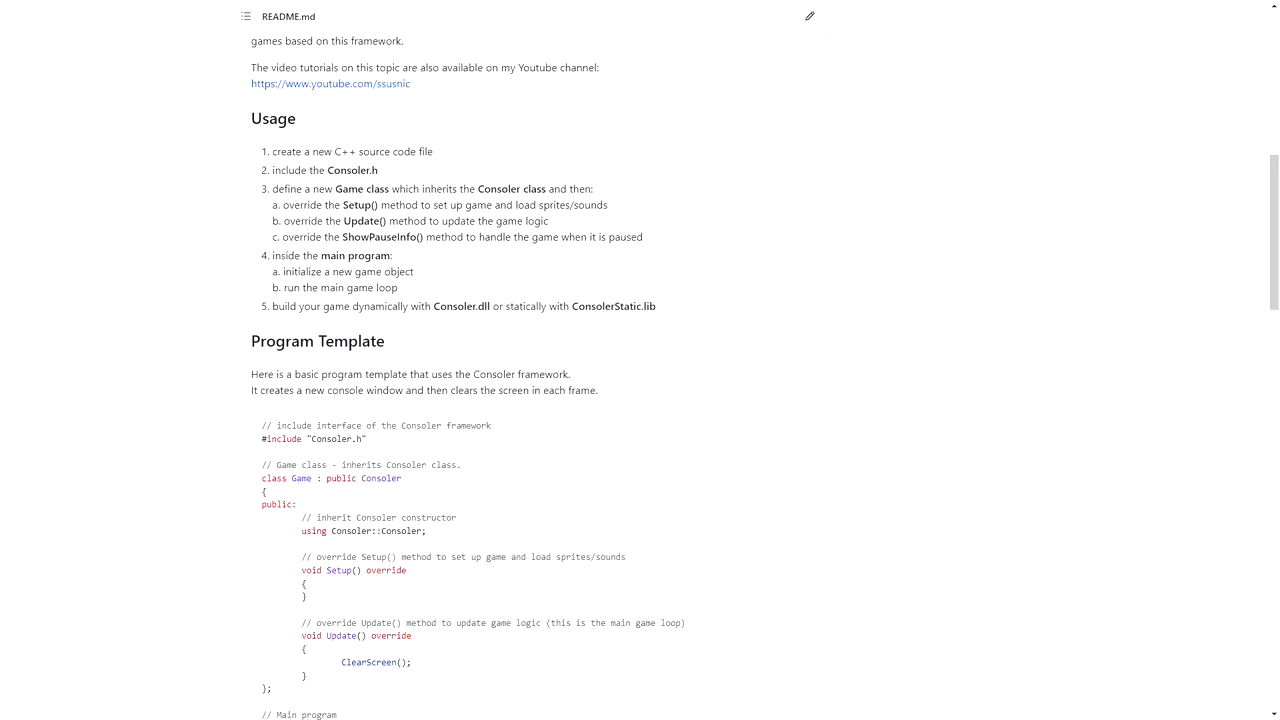 README.md
games based on this framework.
The video tutorials on this topic are also available on my Youtube channel:
https://www.youtube.com/ssusnic
Usage
1. create a new C++ source code file
2. include the Consoler.h
3. define a new Game class which inherits the Consoler class and then:
a. override the Setup() method to set up game and load sprites/sounds
b. override the Update() method to update the game logic
c. override the ShowPauseInfo() method to handle the game when it is paused
4. inside the main program:
a. initialize a new game object
b. run the main game loop
5. build your game dynamically with Consoler.dll or statically with ConsolerStatic.lib
Program Template
Here is a basic program template that uses the Consoler framework.
It creates a new console window and then clears the screen in each frame.
// include interface of the Consoler framework
#include "Consoler.h"
// Game class - inherits Consoler class.
class Game : public Consoler
{
public:
// inherit Consoler constructor
using Consoler::Consoler;
// override Setup() method to set up game and load sprites/sounds
void Setup() override
{
}
// override Update() method to update game logic (this is the main game loop)
void Update() override
{
ClearScreen();
}
};
// Main program